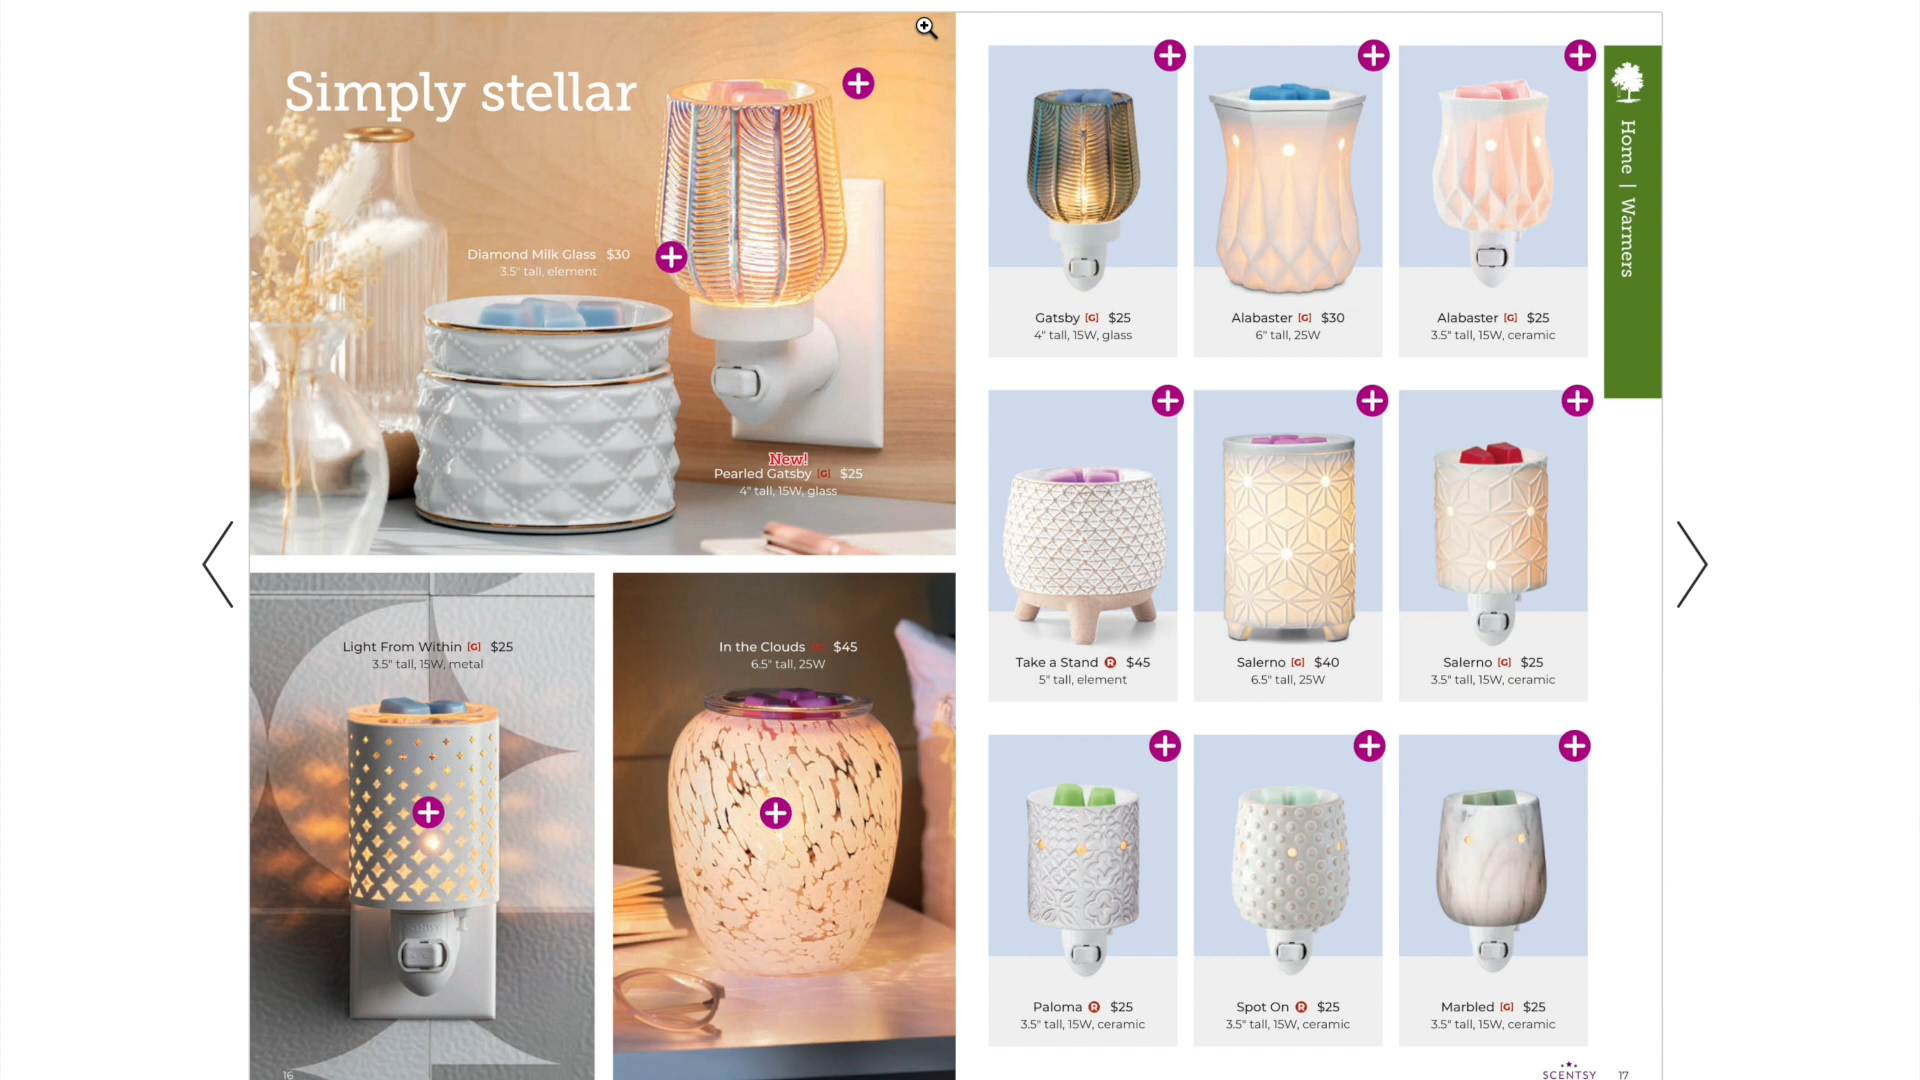 Simply stellar
Diamond Milk Glass $30
3.5" tall, element
New!
Pearled Gatsby [G] $25
4" tall, 15W, glass
Light From Within [G] $25
3.5" tall, 15W, metal
In the Clouds $45
6.5" tall, 25W
16
Gatsby [G] $25
4" tall, 15W, glass
Alabaster [G] $30
6" tall, 25W
Alabaster [G] $25
3.5" tall, 15W, ceramic
Take a Stand R $45
5" tall, element
Salerno [G] $40
6.5" tall, 25W
Salerno [G] $25
3.5" tall, 15W, ceramic
Paloma R $25
3.5" tall, 15W, ceramic
Spot On R $25
3.5" tall, 15W, ceramic
Marbled [G] $25
3.5" tall, 15W, ceramic
Home | Warmers
SCENTSY 17